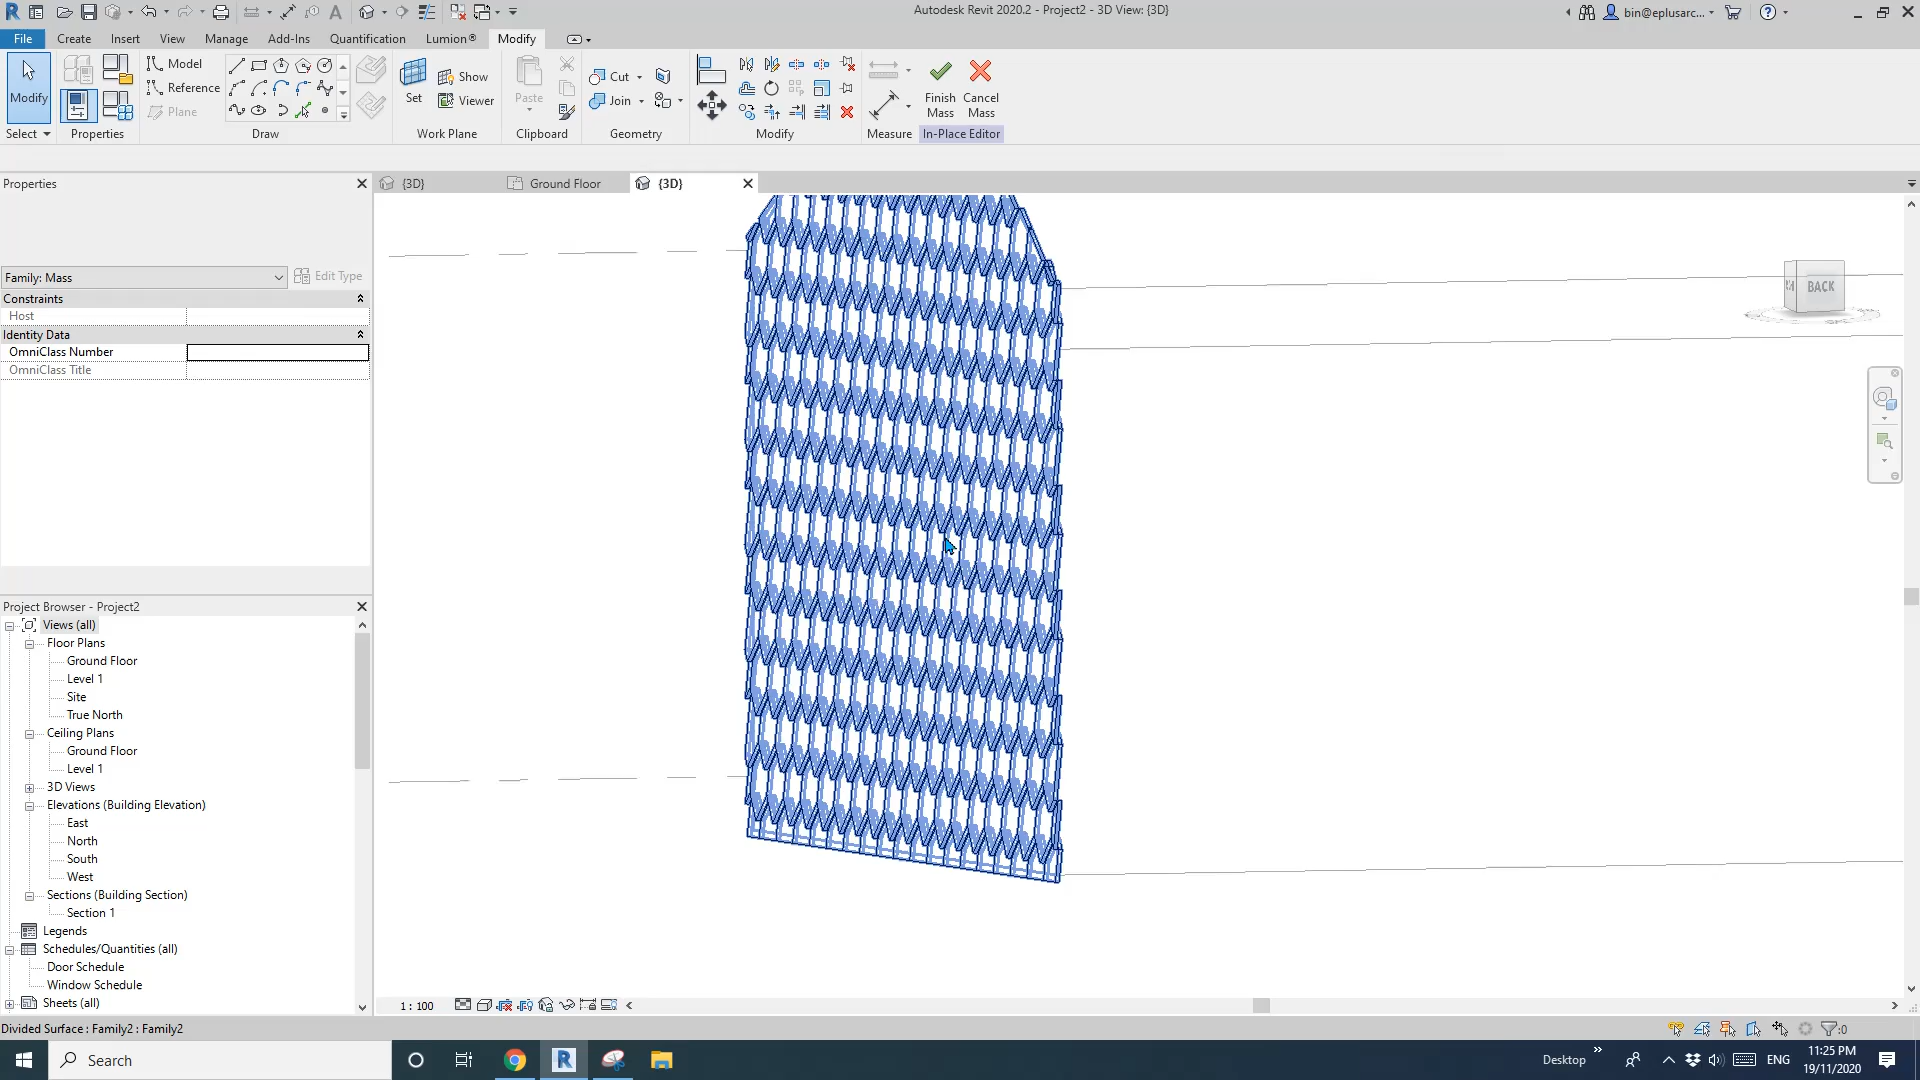 Autodesk Revit 2020.2 - Project2 - 3D View: {3D}
bin@eplusarc...
File Create Insert View Manage Add-Ins Quantification Lumion® Modify
Modify
Select
Properties
Model
Reference
Plane
Draw
Set
Show
Viewer
Work Plane
Paste
Clipboard
Cut
Join
Geometry
Modify
Measure
Finish Mass
Cancel Mass
In-Place Editor
Properties
{3D}
Ground Floor
{3D}
Family: Mass
Edit Type
Constraints
Host
Identity Data
OmniClass Number
OmniClass Title
BACK
Project Browser - Project2
Views (all)
Floor Plans
Ground Floor
Level 1
Site
True North
Ceiling Plans
Ground Floor
Level 1
3D Views
Elevations (Building Elevation)
East
North
South
West
Sections (Building Section)
Section 1
Legends
Schedules/Quantities (all)
Door Schedule
Window Schedule
Sheets (all)
1 : 100
Divided Surface : Family2 : Family2
:0
Search
Desktop
ENG
11:25 PM
19/11/2020